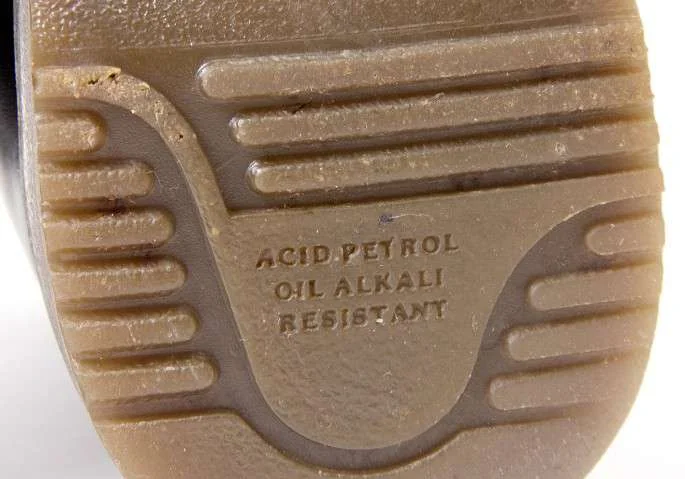 ACID PETROL
OIL ALKALI
RESISTANT